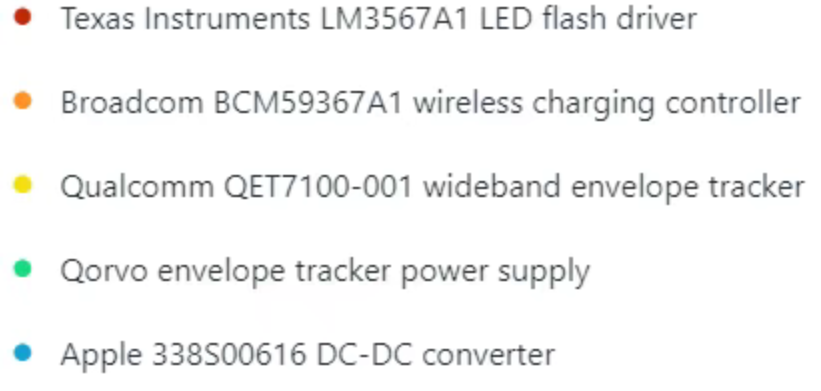 Texas Instruments LM3567A1 LED flash driver
Broadcom BCM59367A1 wireless charging controller
Qualcomm QET7100-001 wideband envelope tracker
Qorvo envelope tracker power supply
Apple 338S00616 DC-DC converter